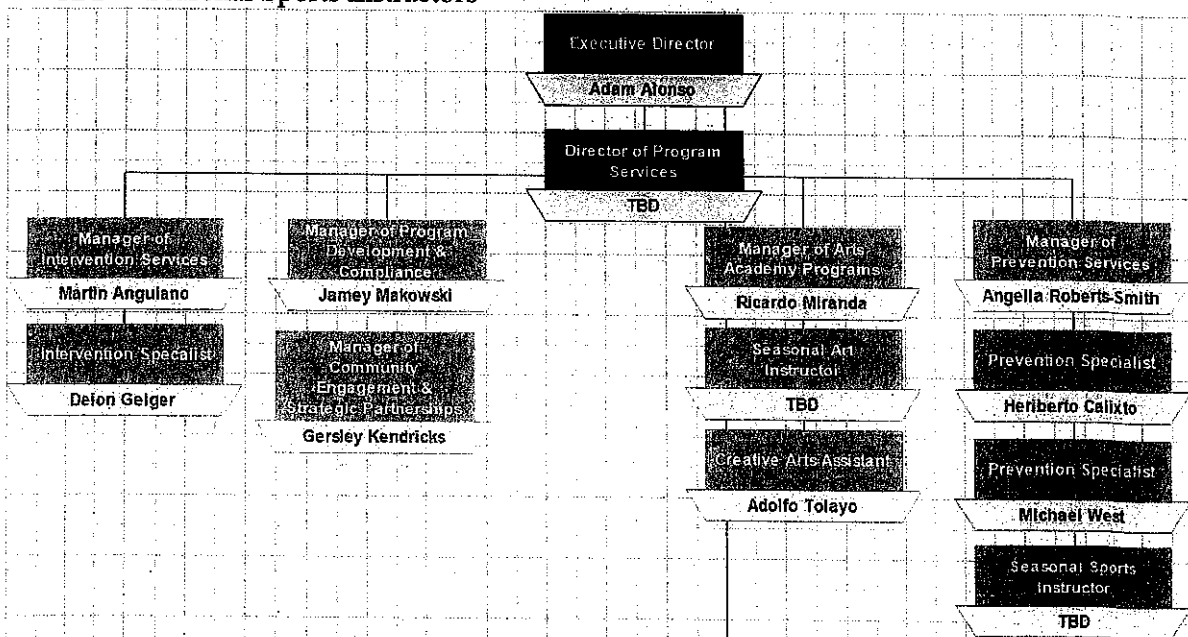 Sports Instructors
Executive Director
Adam Alonso
Director of Program
Services
TBD
Manager of
Intervention Services
Martin Anguiano
Intervention Specialist
Defon Geiger
Manager of Program
Development &
Compliance
Jamey Makowski
Manager of
Community
Engagement &
Strategic Partnerships
Gersley Kendricks
Manager of Arts
Academy Programs
Ricardo Miranda
Seasonal Art
Instructor
TBD
Creative Arts Assistant
Adolfo Tolayo
Manager of
Prevention Services
Angella Roberts-Smith
Prevention Specialist
Heriberto Calixto
Prevention Specialist
Michael West
Seasonal Sports
Instructor
TBD